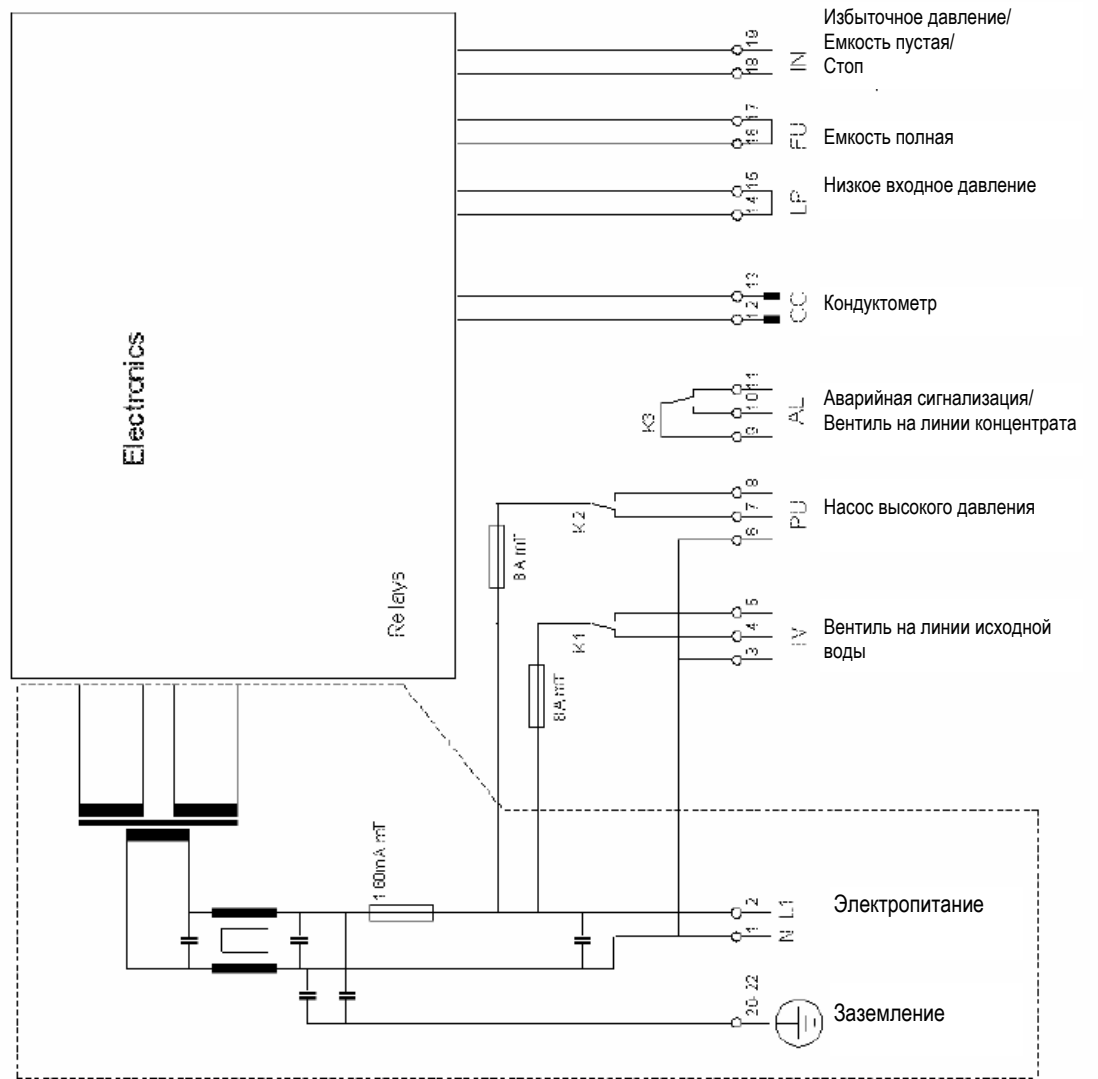 Избыточное давление/
Емкость пустая/
Стоп
19
18
IN
17
16
FU
Емкость полная
15
14
LP
Низкое входное давление
13
12
CC
Кондуктометр
11
10
9
AL
K3
Аварийная сигнализация/
Вентиль на линии концентрата
8
7
6
PU
K2
8A mT
Насос высокого давления
5
4
3
IV
K1
8A mT
Вентиль на линии исходной
воды
Electronics
Relays
160mA mT
2
1
L1
N
Электропитание
20-22
Заземление